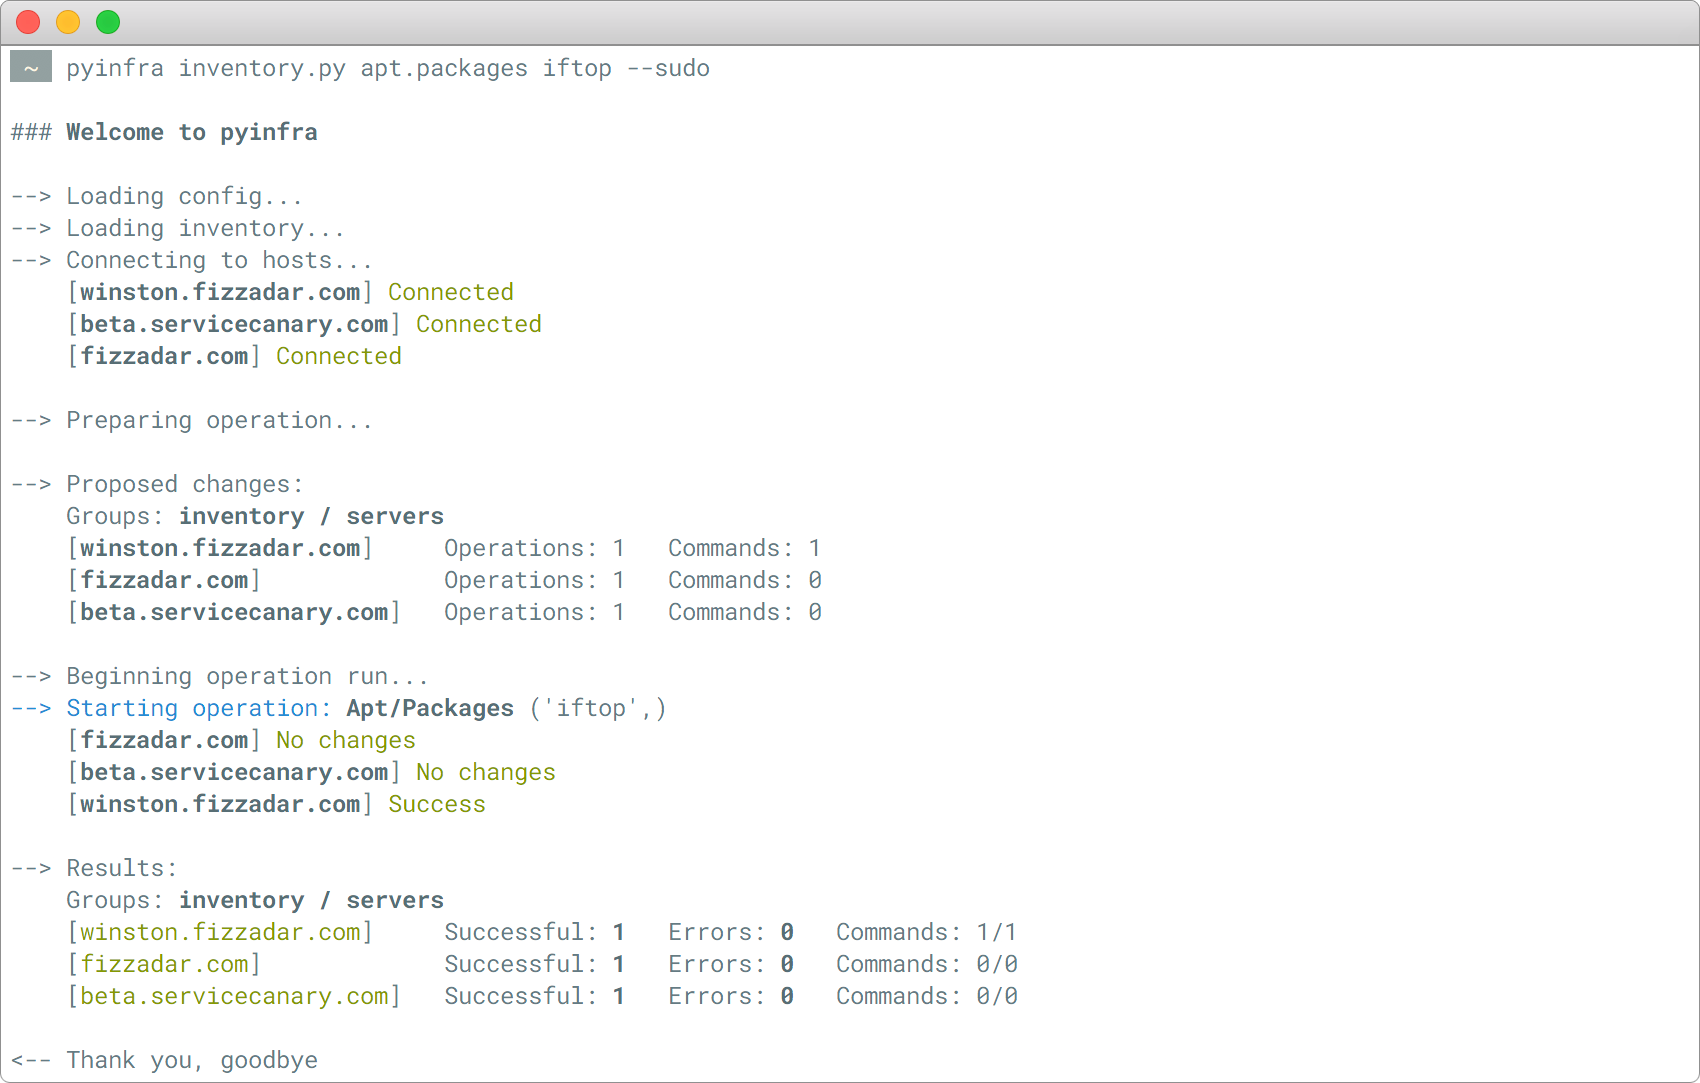 ~ pyinfra inventory.py apt.packages iftop --sudo
### Welcome to pyinfra
--> Loading config...
--> Loading inventory...
--> Connecting to hosts...
[winston.fizzadar.com] Connected
[beta.servicecanary.com] Connected
[fizzadar.com] Connected
--> Preparing operation...
--> Proposed changes:
Groups: inventory / servers
[winston.fizzadar.com] Operations: 1 Commands: 1
[fizzadar.com] Operations: 1 Commands: 0
[beta.servicecanary.com] Operations: 1 Commands: 0
--> Beginning operation run...
--> Starting operation: Apt/Packages ('iftop',)
[fizzadar.com] No changes
[beta.servicecanary.com] No changes
[winston.fizzadar.com] Success
--> Results:
Groups: inventory / servers
[winston.fizzadar.com] Successful: 1 Errors: 0 Commands: 1/1
[fizzadar.com] Successful: 1 Errors: 0 Commands: 0/0
[beta.servicecanary.com] Successful: 1 Errors: 0 Commands: 0/0
<-- Thank you, goodbye